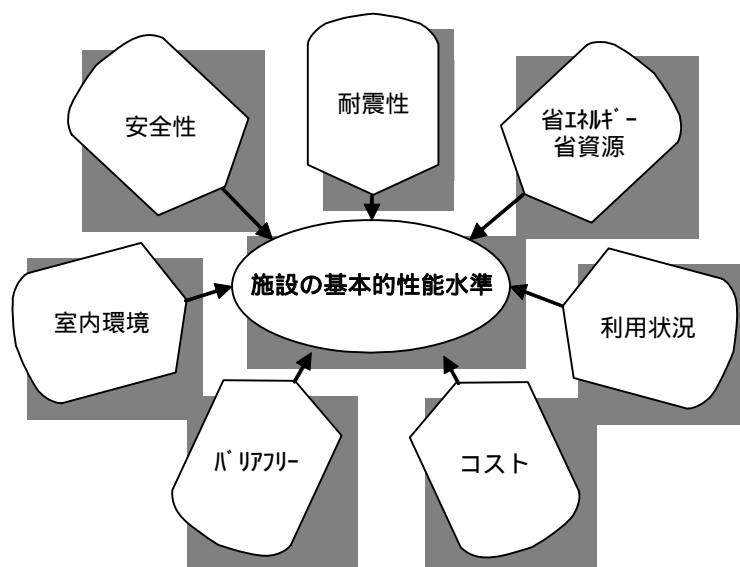 耐震性
安全性
省ｴﾈﾙｷﾞｰ
省資源
施設の基本的性能水準
室内環境
利用状況
ﾊﾞﾘｱﾌﾘｰ
コスト